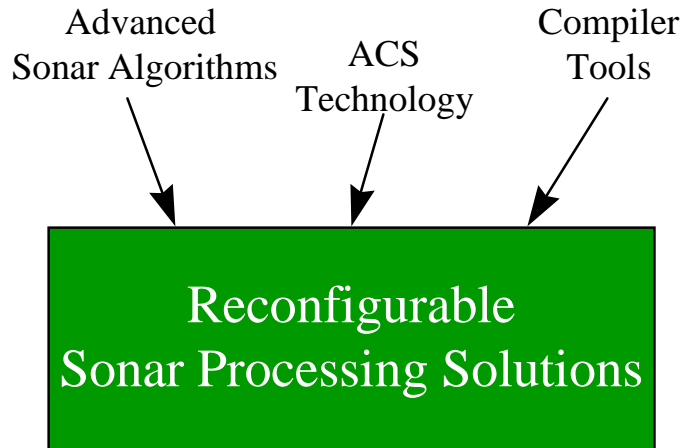 Advanced
Sonar Algorithms
ACS
Technology
Compiler
Tools
Reconfigurable
Sonar Processing Solutions